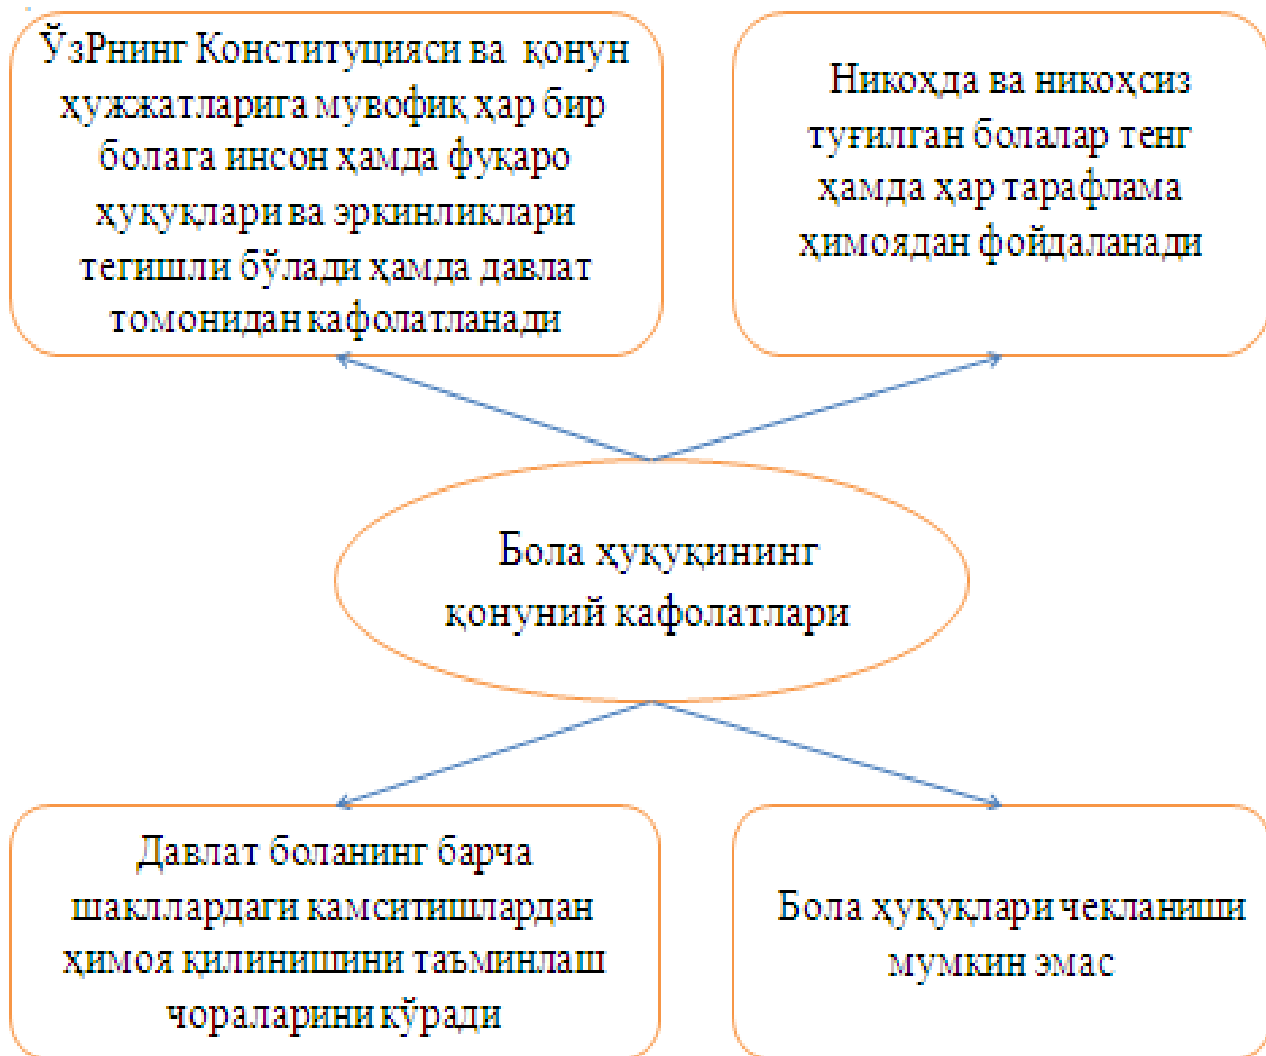 ЎзРнинг Конституцияси ва қонун
ҳужжатларига мувофиқ ҳар бир
болага инсон ҳамда фуқаро
ҳуқуқлари ва эркинликлари
тегишли бўлади ҳамда давлат
томонидан кафолатланади
Никоҳда ва никоҳсиз
туғилган болалар тенг
ҳамда ҳар тарафлама
ҳимоядан фойдаланади
Бола ҳуқуқининг
қонуний кафолатлари
Давлат боланинг барча
шакллардаги камситишлардан
ҳимоя қилинишини таъминлаш
чораларини кўради
Бола ҳуқуқлари чекланиши
мумкин эмас